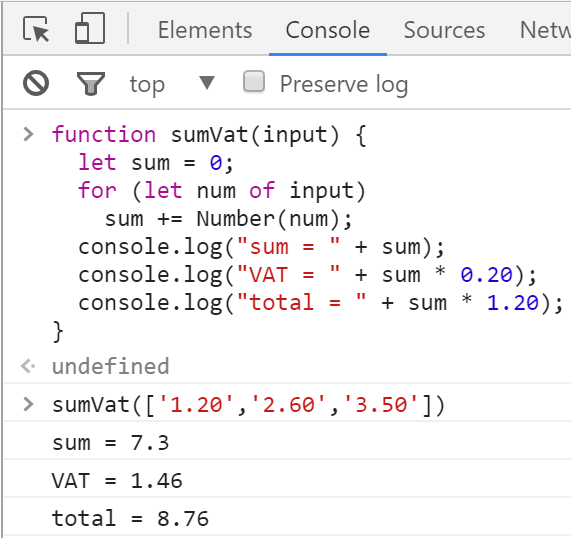 Elements Console Sources Netw
top Preserve log
function sumVat(input) {
let sum = 0;
for (let num of input)
sum += Number(num);
console.log("sum = " + sum);
console.log("VAT = " + sum * 0.20);
console.log("total = " + sum * 1.20);
}
undefined
sumVat(['1.20','2.60','3.50'])
sum = 7.3
VAT = 1.46
total = 8.76